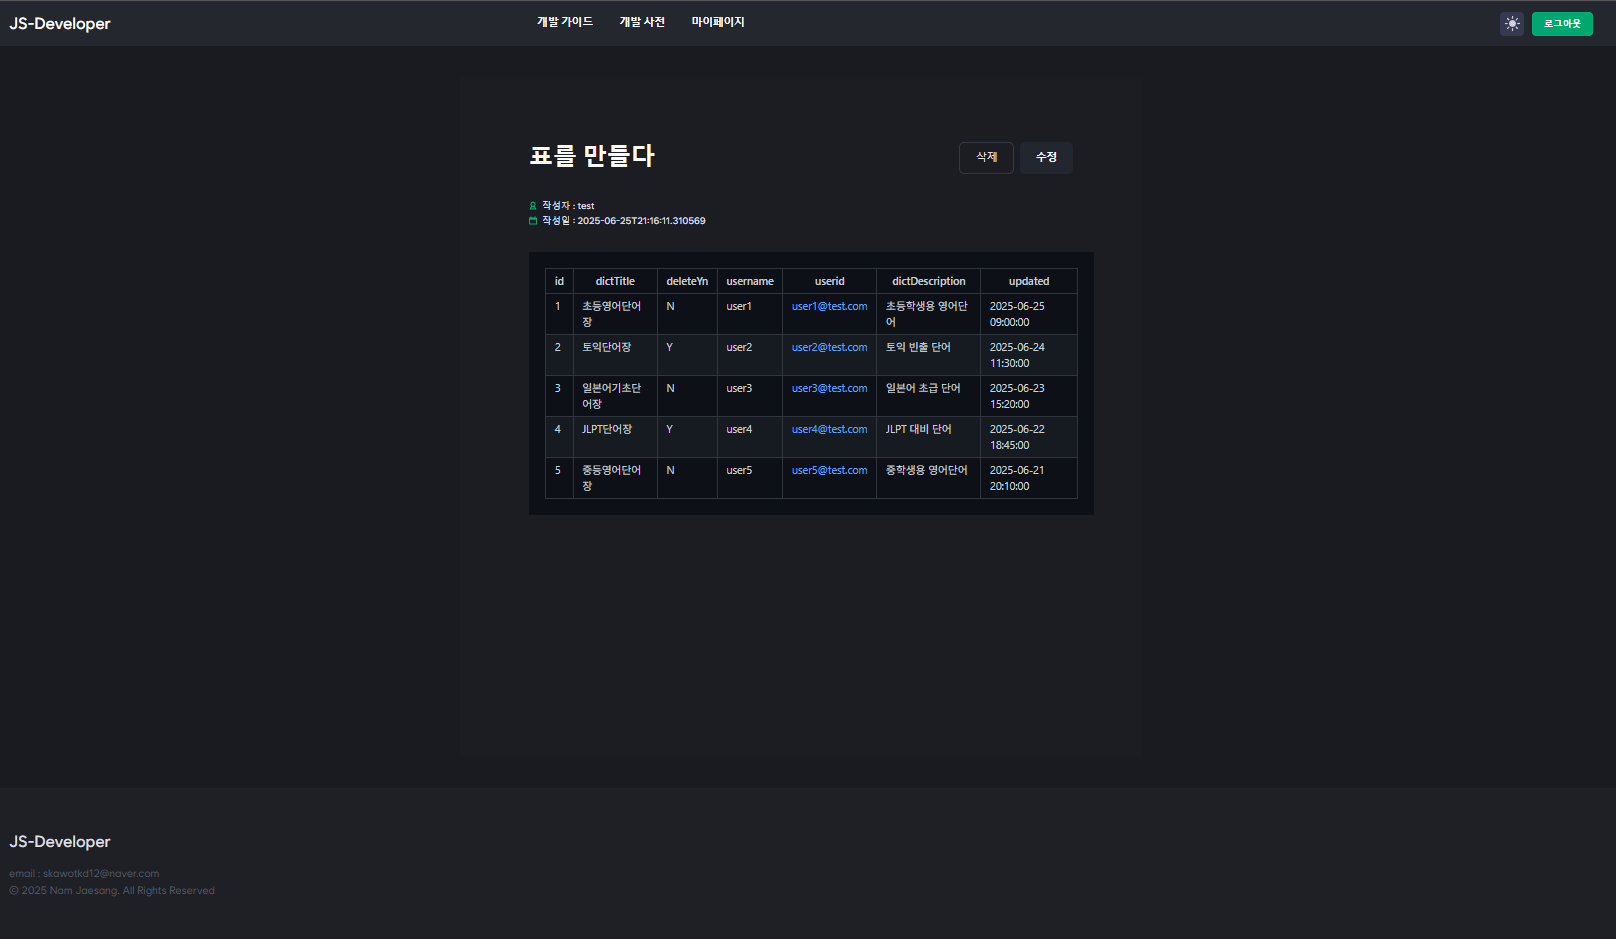 JS-Developer
개발 가이드 개발 사전 마이페이지
로그아웃
표를 만들다
삭제 수정
작성자 : test
작성일 : 2025-06-25T21:16:11.310569
id dictTitle deleteYn username userid dictDescription updated
1 초등영어단어장 N user1 user1@test.com 초등학생용 영어단어 2025-06-25 09:00:00
2 토익단어장 Y user2 user2@test.com 토익 빈출 단어 2025-06-24 11:30:00
3 일본어기초단어장 N user3 user3@test.com 일본어 초급 단어 2025-06-23 15:20:00
4 JLPT단어장 Y user4 user4@test.com JLPT 대비 단어 2025-06-22 18:45:00
5 중등영어단어장 N user5 user5@test.com 중학생용 영어단어 2025-06-21 20:10:00
JS-Developer
email : skawotkd12@naver.com
© 2025 Nam Jaesang. All Rights Reserved